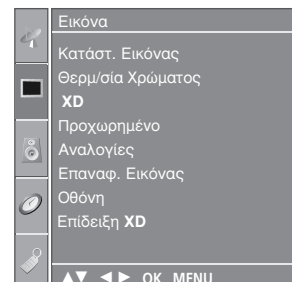 Εικόνα
Κατάστ. Εικόνας
Θερμ/σία Χρώματος
XD
Προχωρημένο
Αναλογίες
Επαναφ. Εικόνας
Οθόνη
Επίδειξη XD
▲▼ ◄► OK MENU